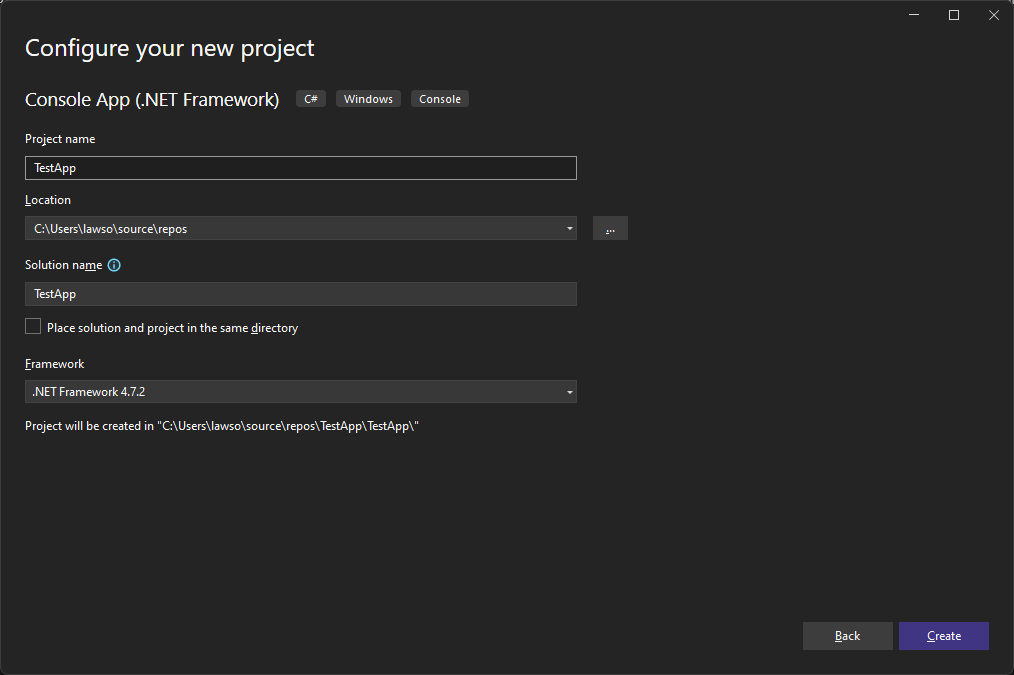 Configure your new project
Console App (.NET Framework) C# Windows Console
Project name
TestApp
Location
C:\Users\lawso\source\repos
...
Solution name
TestApp
Place solution and project in the same directory
Framework
.NET Framework 4.7.2
Project will be created in "C:\Users\lawso\source\repos\TestApp\TestApp\"
Back Create